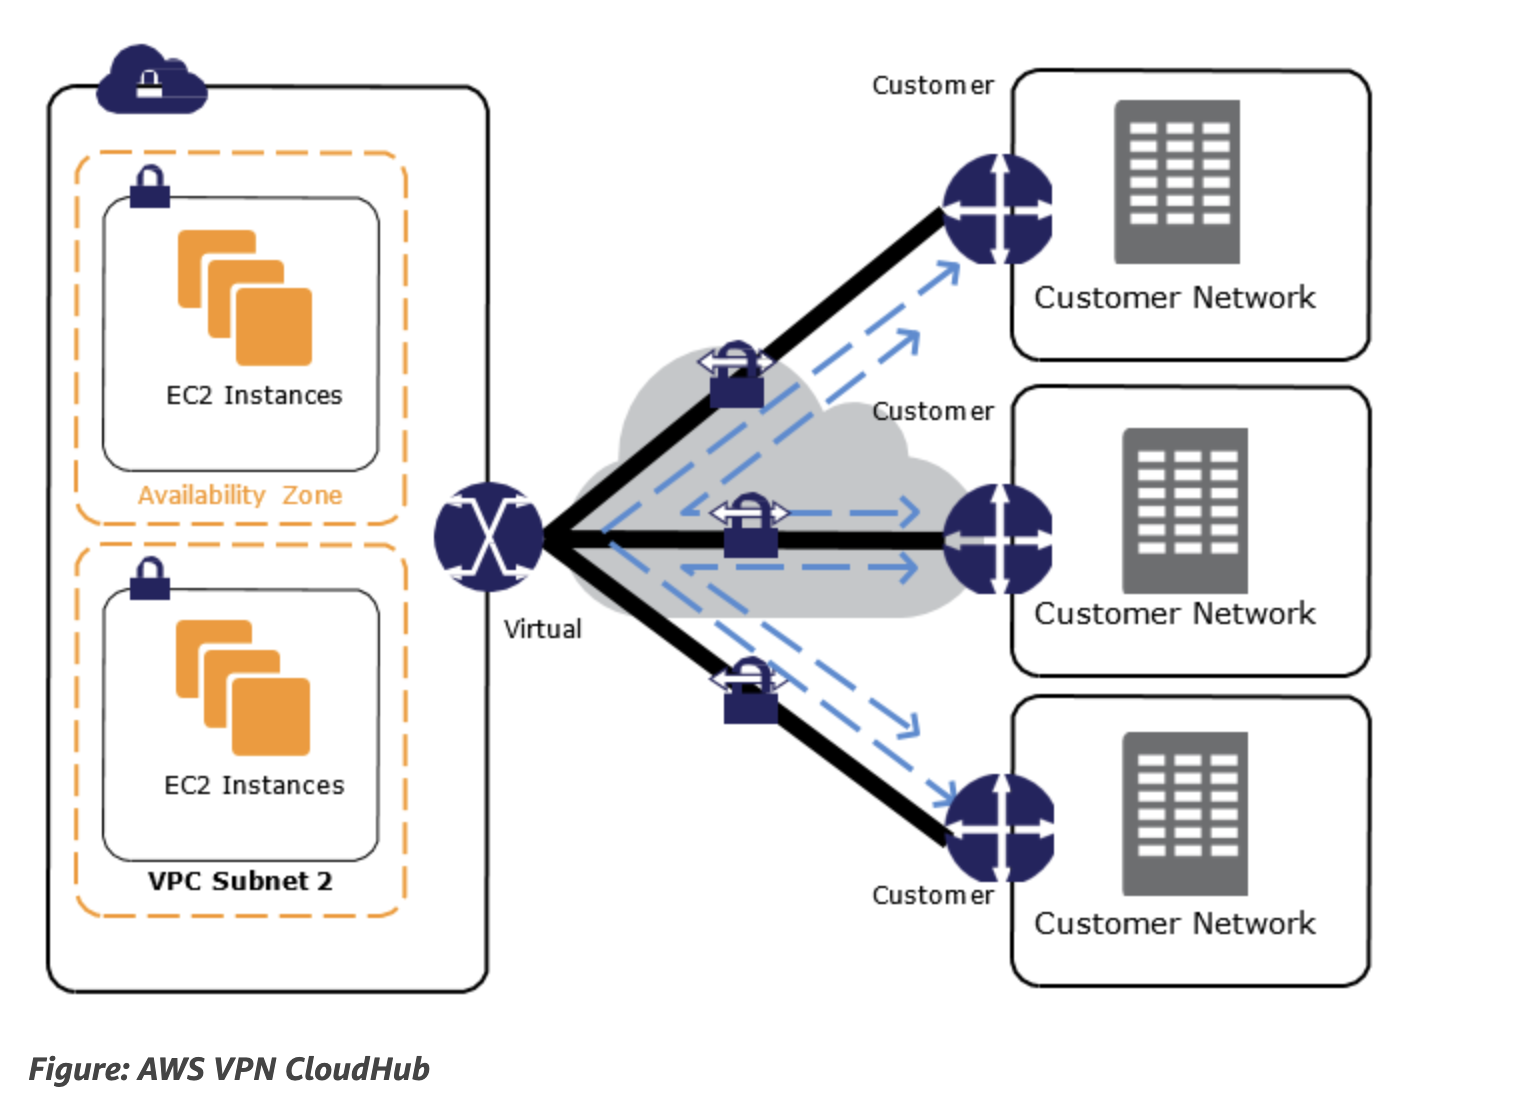 EC2 Instances
Availability Zone
EC2 Instances
VPC Subnet 2
Virtual
Customer
Customer Network
Customer
Customer Network
Customer
Customer Network
Figure: AWS VPN CloudHub